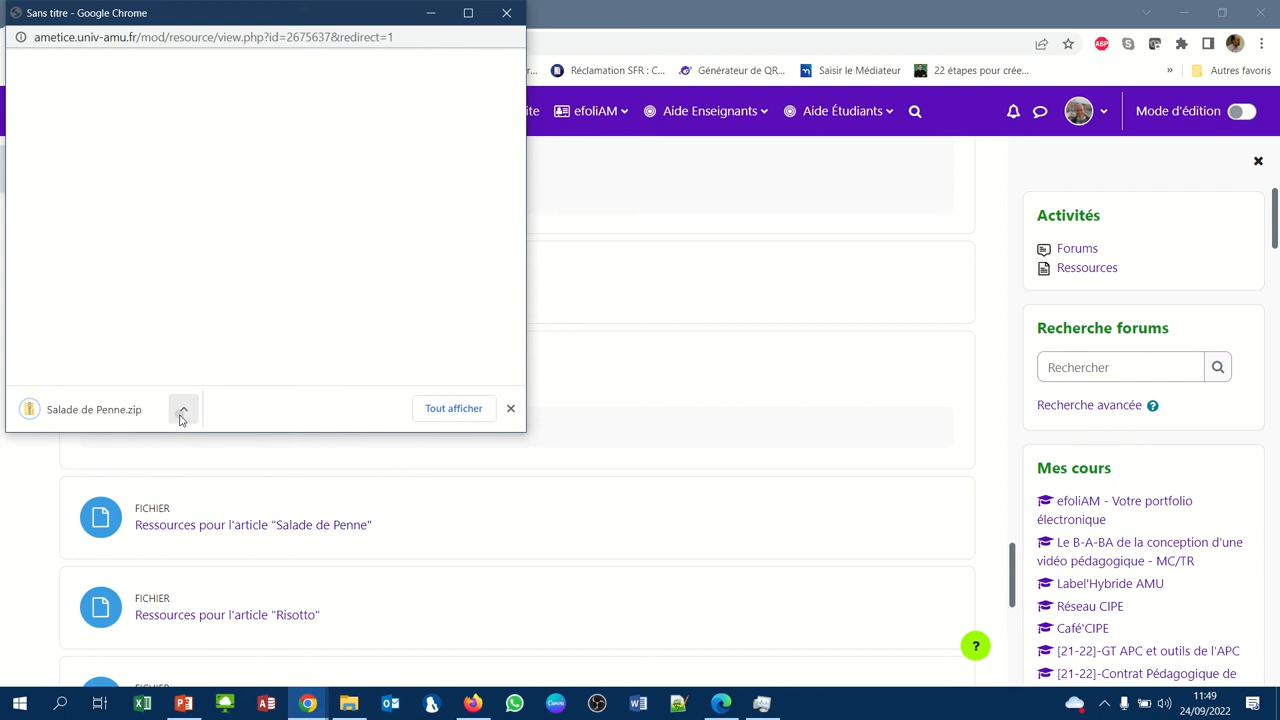 Sans titre - Google Chrome
ametice.univ-amu.fr/mod/resource/view.php?id=2675637&redirect=1
Réclamation SFR : C...
Générateur de QR...
Saisir le Médiateur
22 étapes pour crée...
»
Autres favoris
efoliAM
Aide Enseignants
Aide Étudiants
Mode d'édition
Activités
Forums
Ressources
Recherche forums
Rechercher
Recherche avancée
Mes cours
efoliAM - Votre portfolio
électronique
Le B-A-BA de la conception d'une
vidéo pédagogique - MC/TR
Label'Hybride AMU
Réseau CIPE
Café'CIPE
[21-22]-GT APC et outils de l'APC
[21-22]-Contrat Pédagogique de
Salade de Penne.zip
Tout afficher
FICHIER
Ressources pour l'article "Salade de Penne"
FICHIER
Ressources pour l'article "Risotto"
FICHIER
?
11:49
24/09/2022